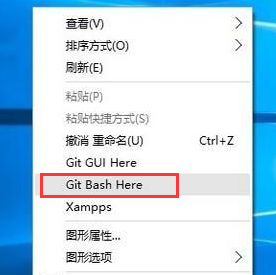 查看(V)
排序方式(O)
刷新(E)
粘贴(P)
粘贴快捷方式(S)
撤消 重命名(U) Ctrl+Z
Git GUI Here
Git Bash Here
Xampps
图形属性...
图形选项